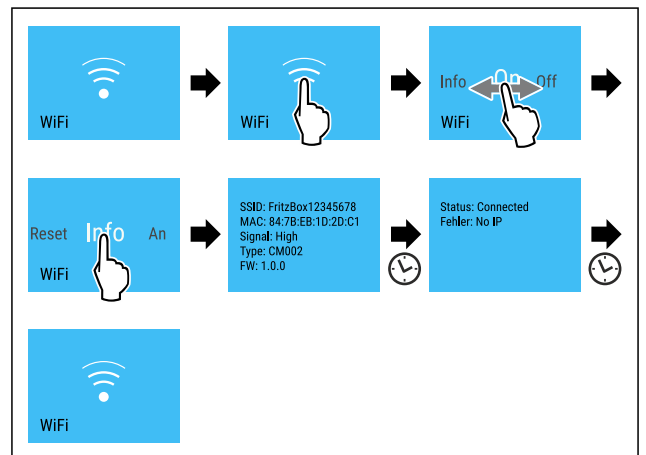 WiFi
WiFi
Info On Off
WiFi
Reset Info An
WiFi
SSID: FritzBox12345678
MAC: 84:7B:EB:1D:2D:C1
Signal: High
Type: CM002
FW: 1.0.0
Status: Connected
Fehler: No IP
WiFi